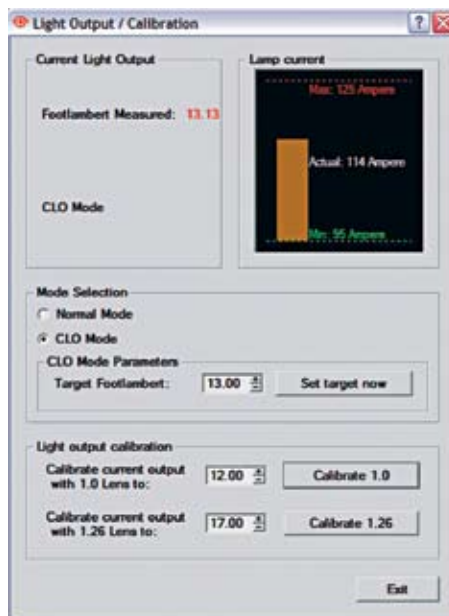 Light Output / Calibration
Current Light Output
Footlambert Measured: 13.13
CLO Mode
Lamp current
Max: 125 Ampere
Actual: 114 Ampere
Min: 95 Ampere
Mode Selection
Normal Mode
CLO Mode
CLO Mode Parameters
Target Footlambert: 13.00 Set target now
Light output calibration
Calibrate current output
with 1.0 Lens to: 12.00 Calibrate 1.0
Calibrate current output
with 1.26 Lens to: 17.00 Calibrate 1.26
Exit